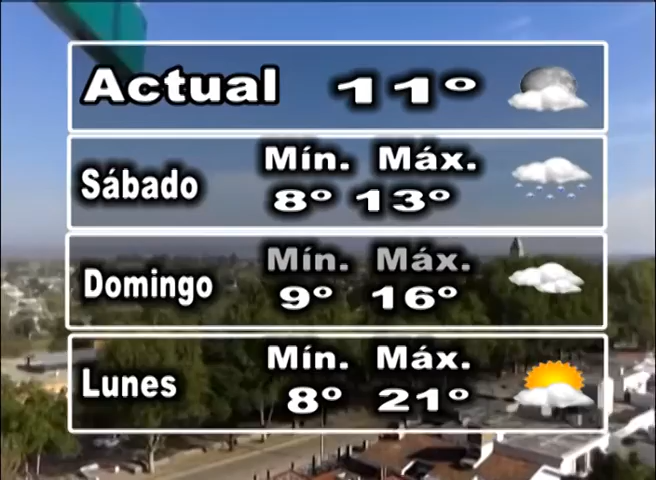 Actual 11º
Mín. Máx.
Sábado 8º 13º
Mín. Máx.
Domingo 9º 16º
Mín. Máx.
Lunes 8º 21º